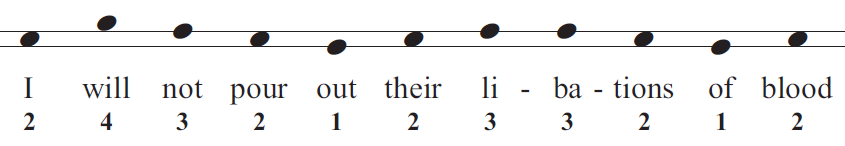 I will not pour out their li - ba - tions of blood
2 4 3 2 1 2 3 3 2 1 2